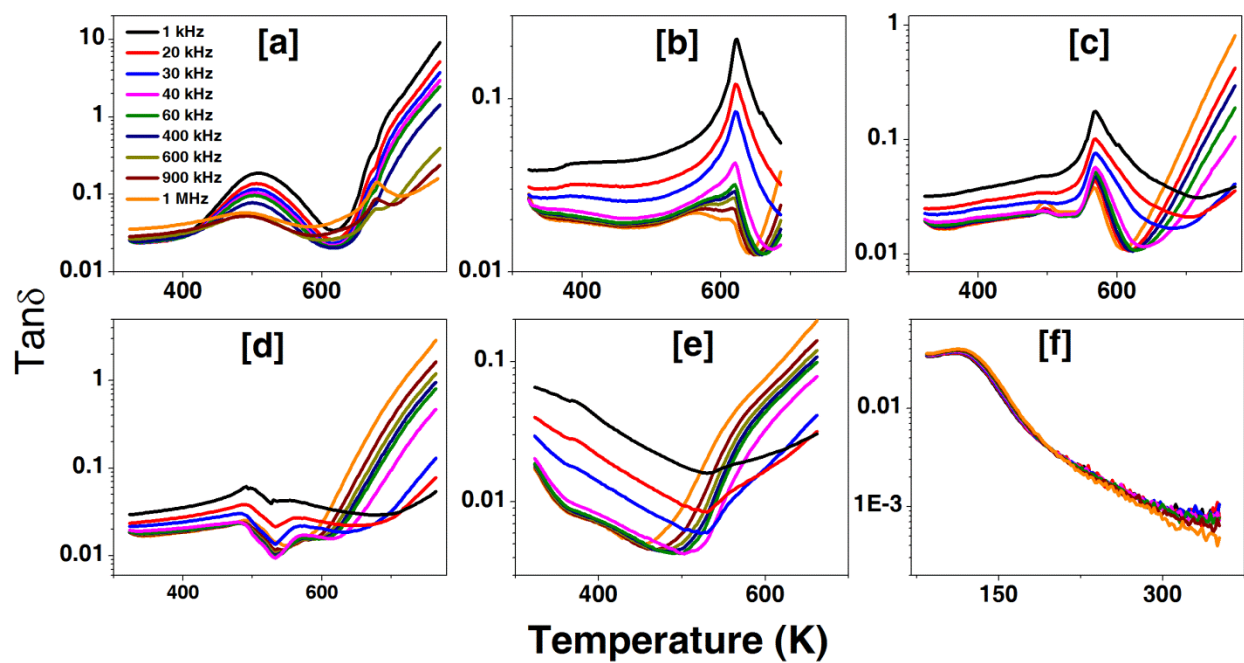 [a]
1 kHz
20 kHz
30 kHz
40 kHz
60 kHz
400 kHz
600 kHz
900 kHz
1 MHz
10
1
0.1
0.01
400 600
[b]
0.1
0.01
400 600
[c]
1
0.1
0.01
400 600
Tanδ
[d]
1
0.1
0.01
400 600
[e]
0.1
0.01
400 600
[f]
0.01
1E-3
150 300
Temperature (K)